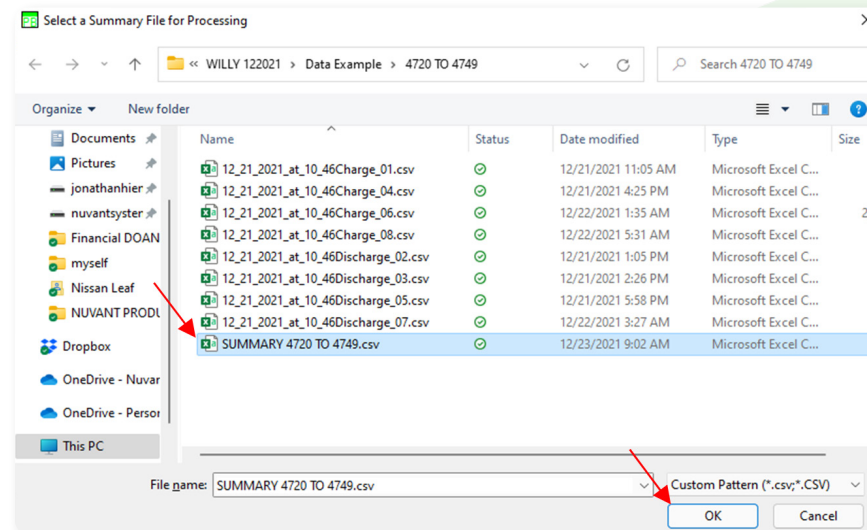 Select a Summary File for Processing
« WILLY 122021 › Data Example › 4720 TO 4749
Search 4720 TO 4749
Organize
New folder
Name Status Date modified Type Size
Documents
Pictures
jonathanhier
nuvantsyster
Financial DOAN
myself
Nissan Leaf
NUVANT PRODU
Dropbox
OneDrive - Nuvar
OneDrive - Persor
This PC
12_21_2021_at_10_46Charge_01.csv 12/21/2021 11:05 AM Microsoft Excel C...
12_21_2021_at_10_46Charge_04.csv 12/21/2021 4:25 PM Microsoft Excel C...
12_21_2021_at_10_46Charge_06.csv 12/22/2021 1:35 AM Microsoft Excel C... 2
12_21_2021_at_10_46Charge_08.csv 12/22/2021 5:31 AM Microsoft Excel C...
12_21_2021_at_10_46Discharge_02.csv 12/21/2021 1:05 PM Microsoft Excel C...
12_21_2021_at_10_46Discharge_03.csv 12/21/2021 2:26 PM Microsoft Excel C...
12_21_2021_at_10_46Discharge_05.csv 12/21/2021 5:58 PM Microsoft Excel C...
12_21_2021_at_10_46Discharge_07.csv 12/22/2021 3:27 AM Microsoft Excel C...
SUMMARY 4720 TO 4749.csv 12/23/2021 9:02 AM Microsoft Excel C...
File name: SUMMARY 4720 TO 4749.csv
Custom Pattern (*.csv;*.CSV)
OK
Cancel